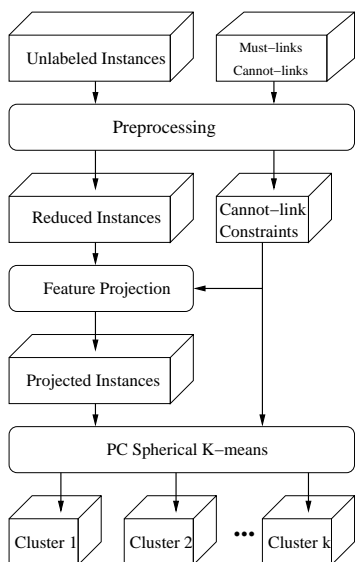 Unlabeled Instances
Must−links
Cannot−links
Preprocessing
Reduced Instances
Cannot−link
Constraints
Feature Projection
Projected Instances
PC Spherical K−means
Cluster 1
Cluster 2
•••
Cluster k